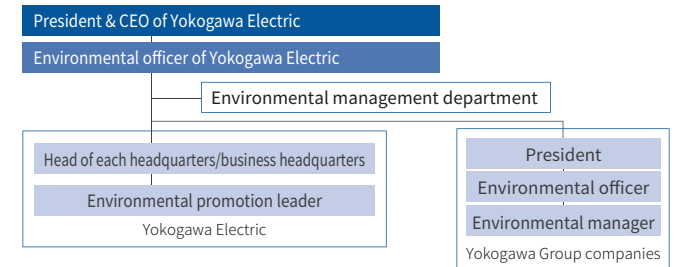 President & CEO of Yokogawa Electric
Environmental officer of Yokogawa Electric
Environmental management department
Head of each headquarters/business headquarters
Environmental promotion leader
Yokogawa Electric
President
Environmental officer
Environmental manager
Yokogawa Group companies